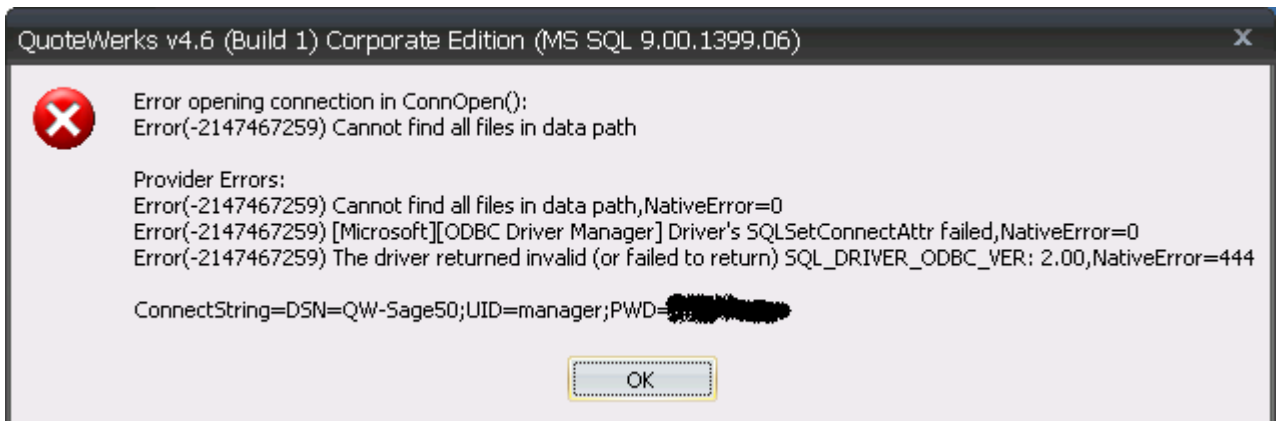 QuoteWerks v4.6 (Build 1) Corporate Edition (MS SQL 9.00.1399.06)
Error opening connection in ConnOpen():
Error(-2147467259) Cannot find all files in data path
Provider Errors:
Error(-2147467259) Cannot find all files in data path,NativeError=0
Error(-2147467259) [Microsoft][ODBC Driver Manager] Driver's SQLSetConnectAttr failed,NativeError=0
Error(-2147467259) The driver returned invalid (or failed to return) SQL_DRIVER_ODBC_VER: 2.00,NativeError=444
ConnectString=DSN=QW-Sage50;UID=manager;PWD=
OK